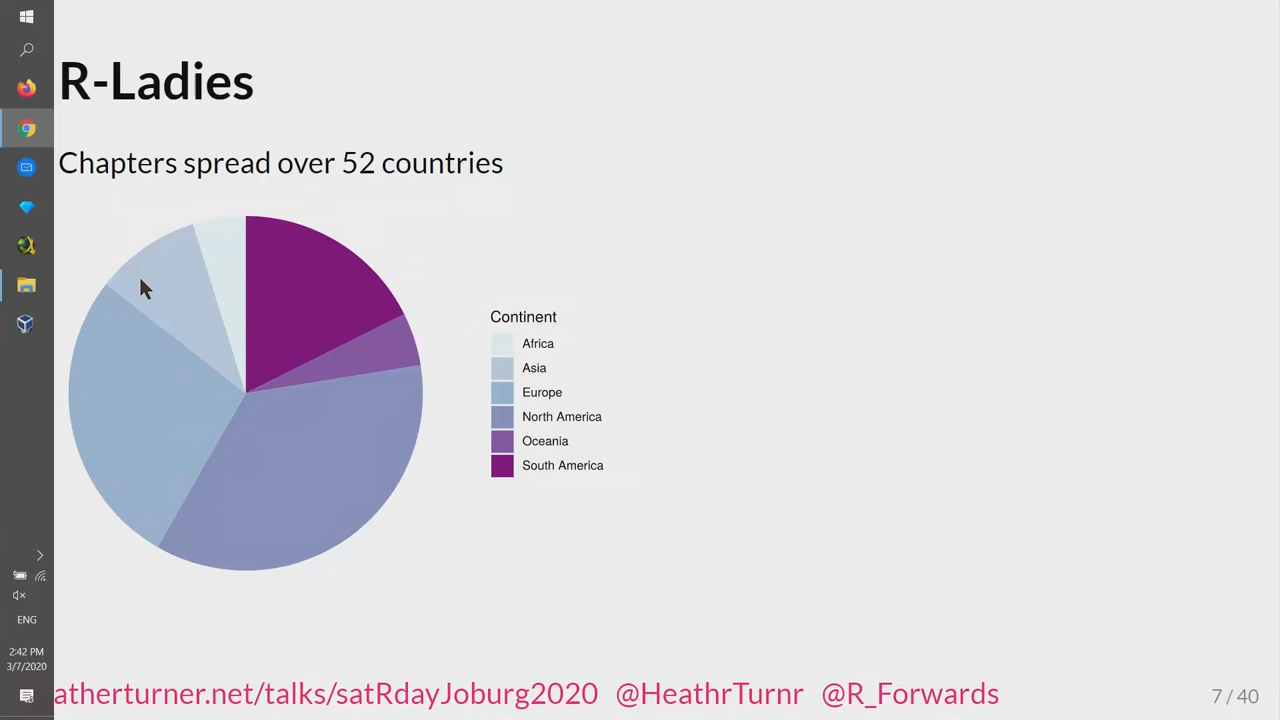 R-Ladies
Chapters spread over 52 countries
Continent
Africa
Asia
Europe
North America
Oceania
South America
ENG
2:42 PM
3/7/2020
atherturner.net/talks/satRdayJoburg2020 @HeathrTurnr @R_Forwards
7 / 40